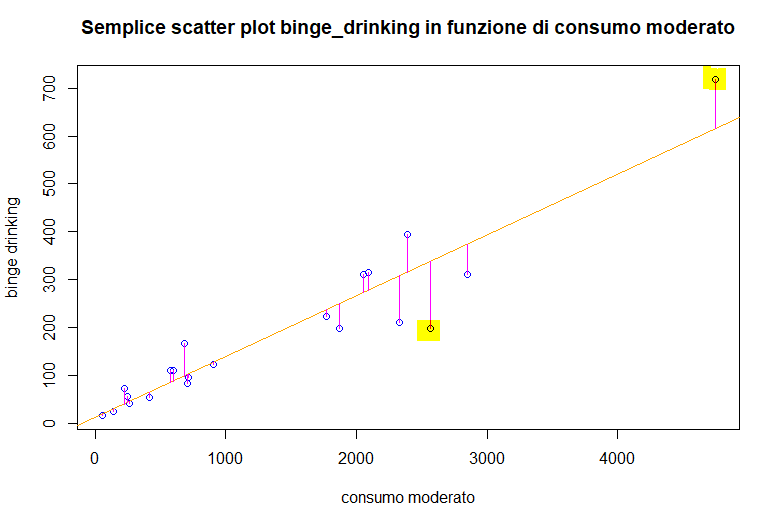 Semplice scatter plot binge_drinking in funzione di consumo moderato
700
600
500
400
300
200
100
0
binge drinking
0 1000 2000 3000 4000
consumo moderato